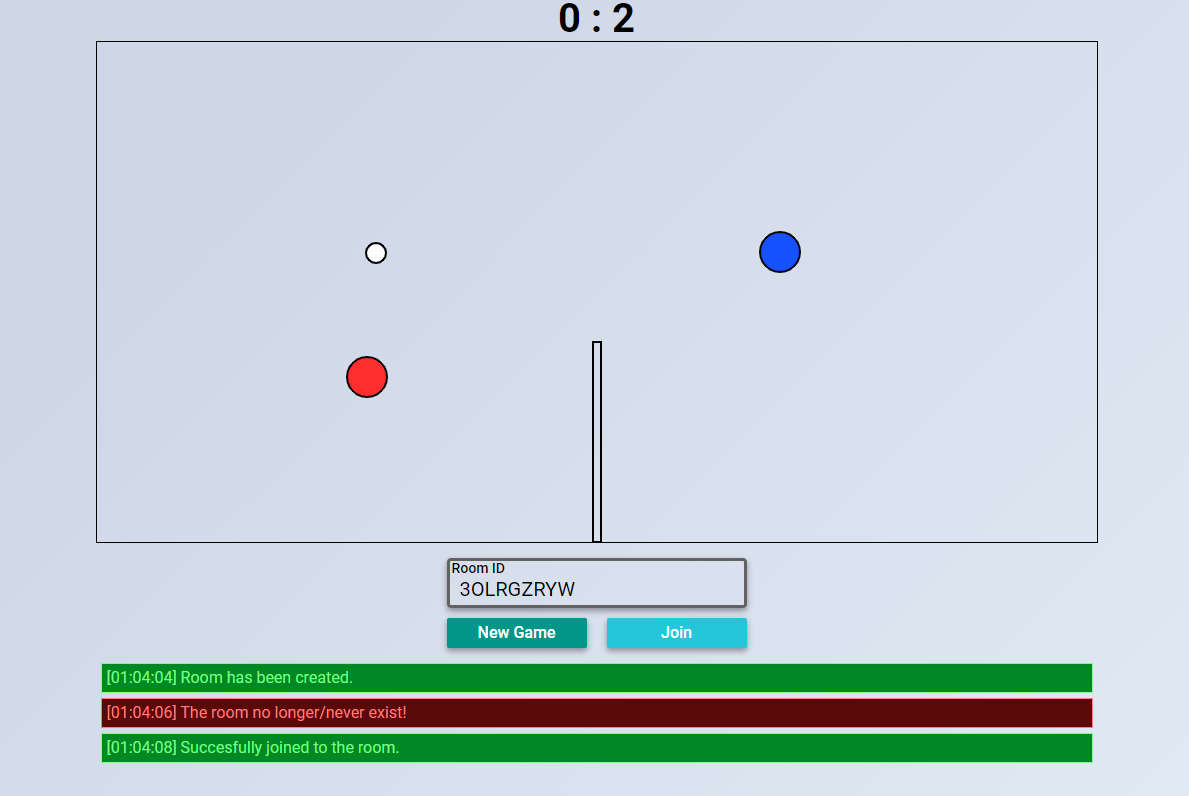 0 : 2
Room ID
3OLRGZRYW
New Game
Join
[01:04:04] Room has been created.
[01:04:06] The room no longer/never exist!
[01:04:08] Succesfully joined to the room.